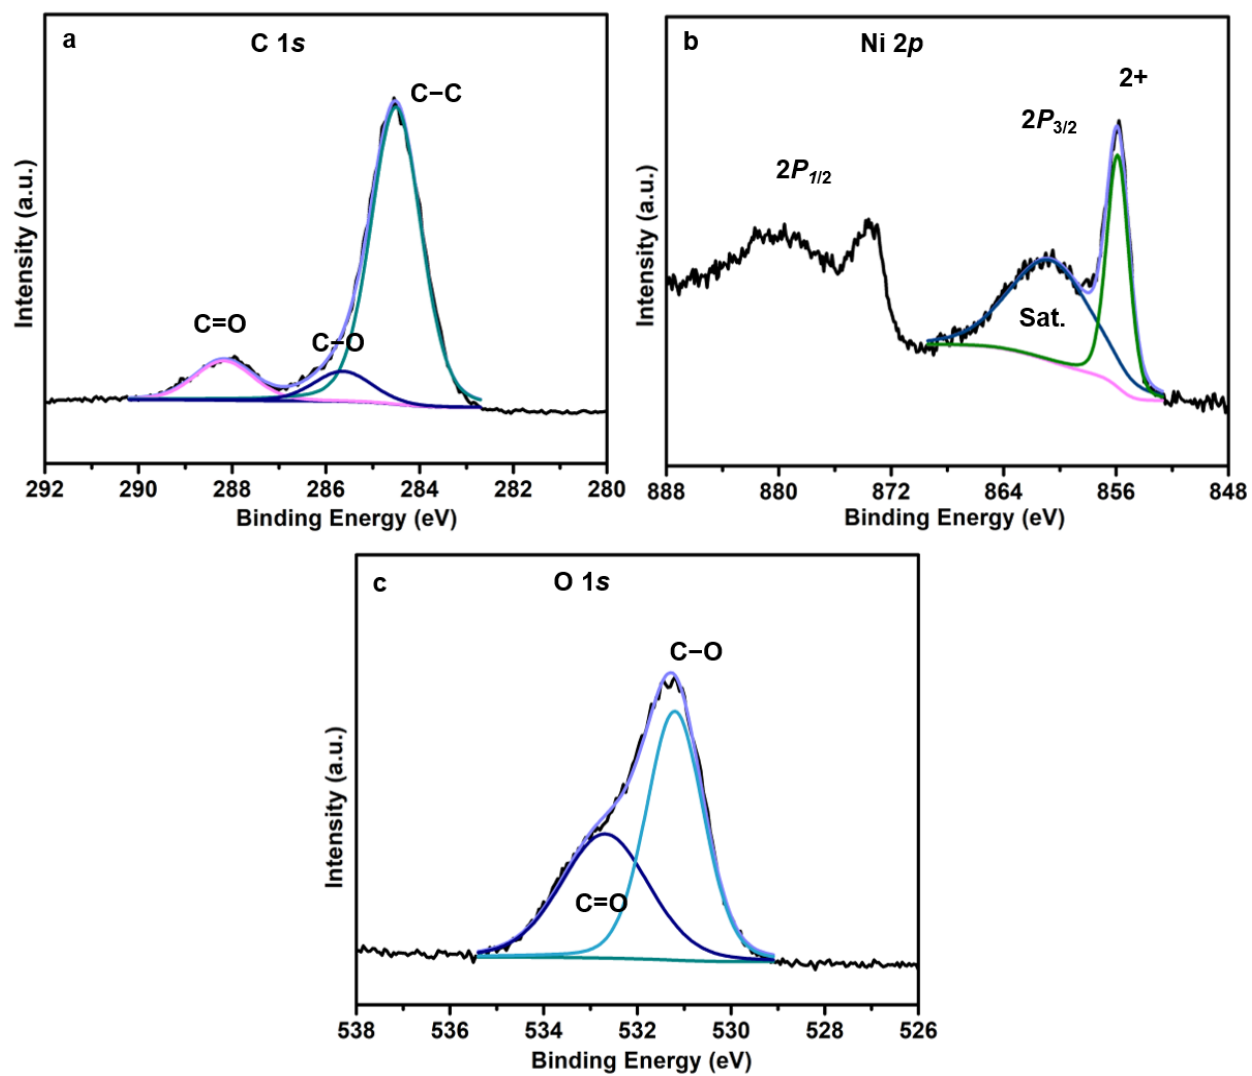 a
C 1s
C−C
C=O
C−O
Intensity (a.u.)
292 290 288 286 284 282 280
Binding Energy (eV)
b
Ni 2p
2+
2P3/2
2P1/2
Sat.
Intensity (a.u.)
888 880 872 864 856 848
Binding Energy (eV)
c
O 1s
C−O
C=O
Intensity (a.u.)
538 536 534 532 530 528 526
Binding Energy (eV)